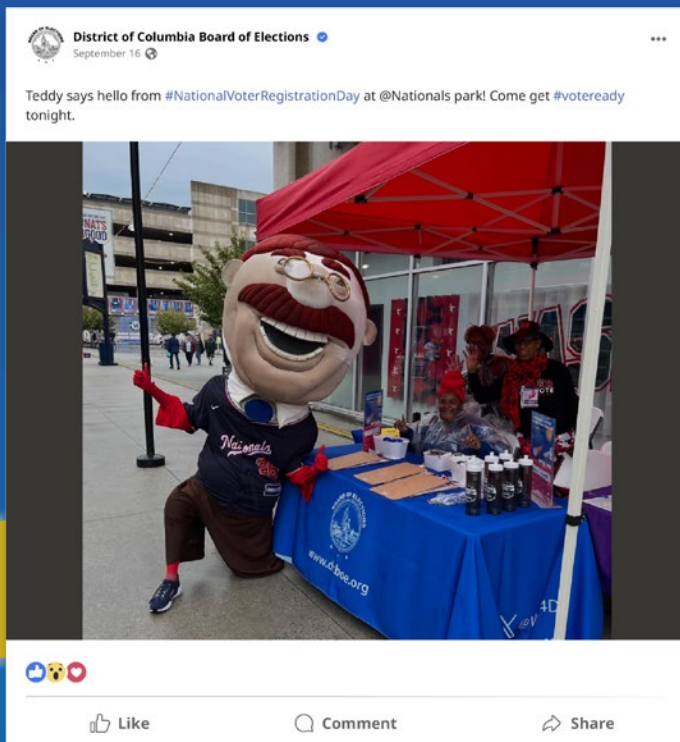 District of Columbia Board of Elections
September 16
Teddy says hello from #NationalVoterRegistrationDay at @Nationals park! Come get #voteready
tonight.
NATS
GOOD
Nationals
BOARD OF ELECTIONS
www.dcboe.org
4D
Like
Comment
Share